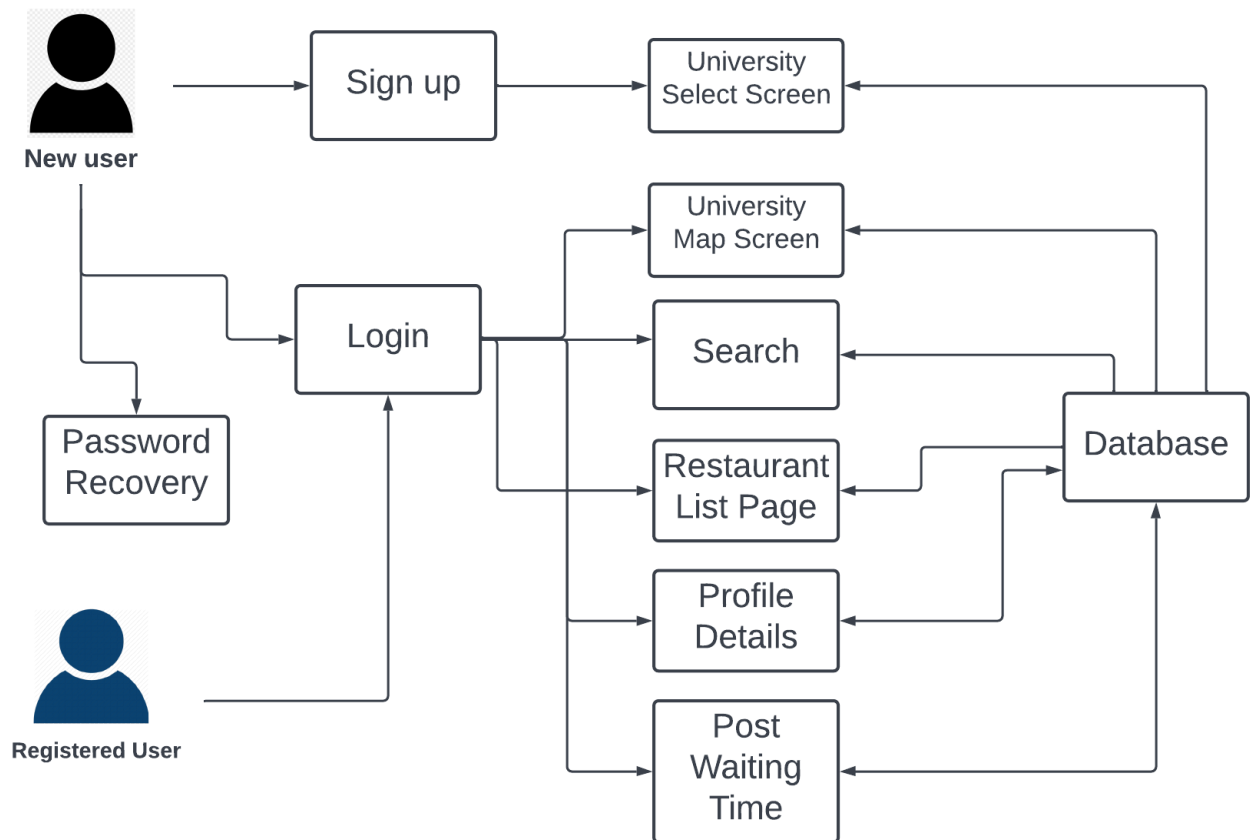 Sign up
University
Select Screen
New user
University
Map Screen
Login
Search
Password
Recovery
Restaurant
List Page
Database
Profile
Details
Registered User
Post
Waiting
Time